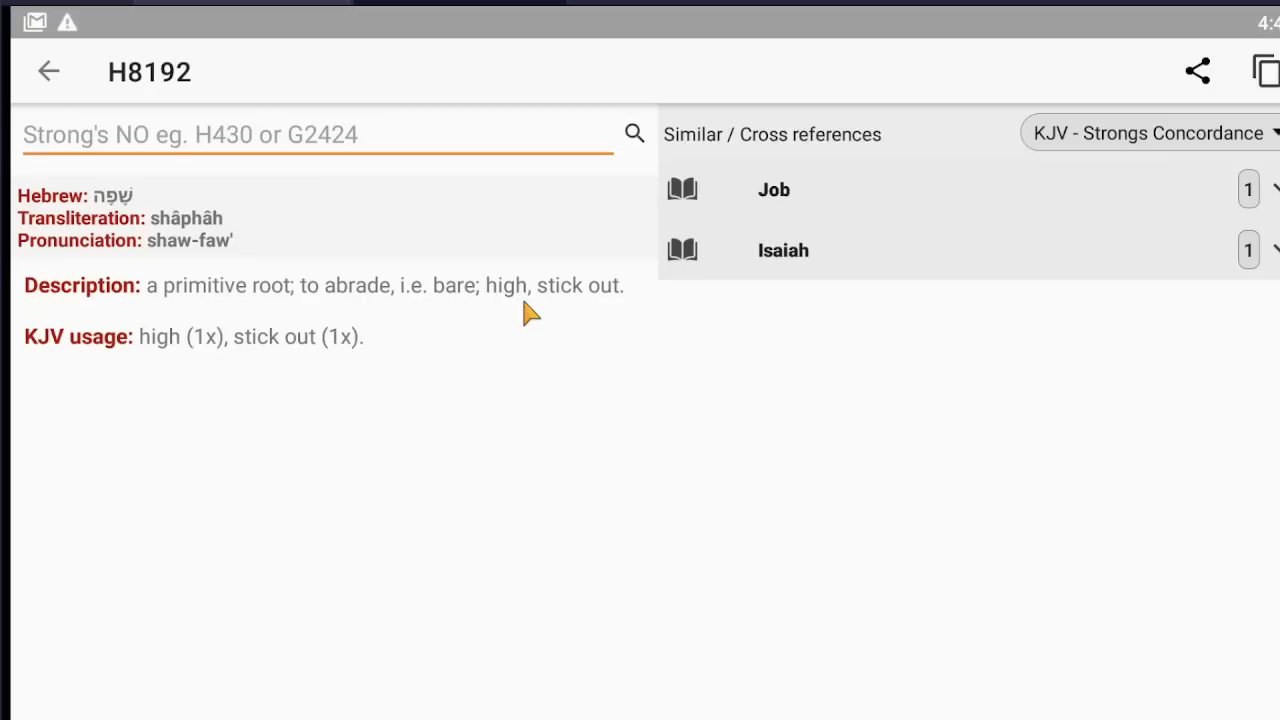 H8192
Strong's NO eg. H430 or G2424
Hebrew: שָׁפָה
Transliteration: shâphâh
Pronunciation: shaw-faw'
Description: a primitive root; to abrade, i.e. bare; high, stick out.
KJV usage: high (1x), stick out (1x).
Similar / Cross references
KJV - Strongs Concordance
Job
1
Isaiah
1